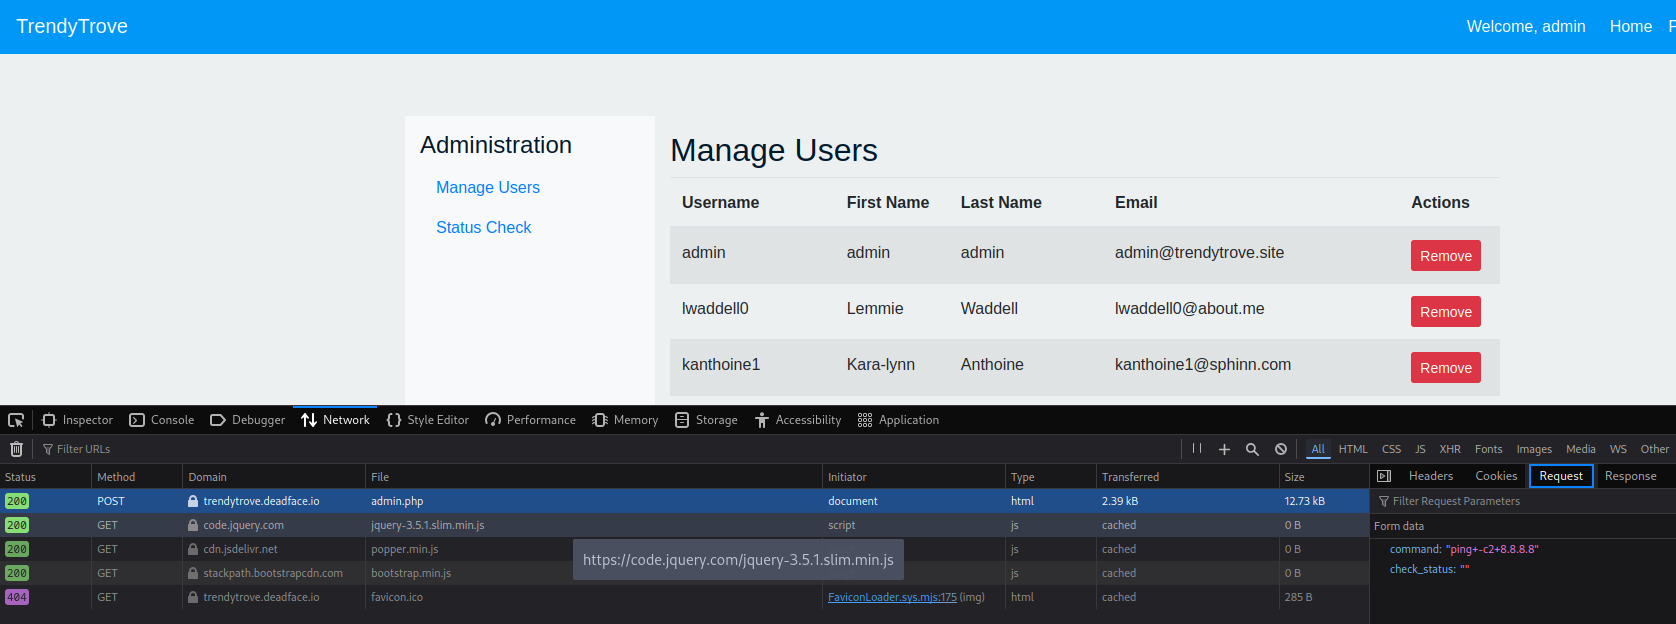 TrendyTrove Welcome, admin Home
Administration
Manage Users
Status Check
Manage Users
Username First Name Last Name Email Actions
admin admin admin admin@trendytrove.site Remove
lwaddell0 Lemmie Waddell lwaddell0@about.me Remove
kanthoine1 Kara-lynn Anthoine kanthoine1@sphinn.com Remove
Inspector Console Debugger Network {} Style Editor Performance Memory Storage Accessibility Application
Filter URLs All HTML CSS JS XHR Fonts Images Media WS Other
Status Method Domain File Initiator Type Transferred Size Headers Cookies Request Response
200 POST trendytrove.deadface.io admin.php document html 2.39 kB 12.73 kB Filter Request Parameters
200 GET code.jquery.com jquery-3.5.1.slim.min.js script js cached 0 B Form data
200 GET cdn.jsdelivr.net popper.min.js js cached 0 B command: "ping+-c2+8.8.8.8"
https://code.jquery.com/jquery-3.5.1.slim.min.js
200 GET stackpath.bootstrapcdn.com bootstrap.min.js js cached 0 B check_status: ""
404 GET trendytrove.deadface.io favicon.ico FaviconLoader.sys.mjs:175 (img) html cached 285 B